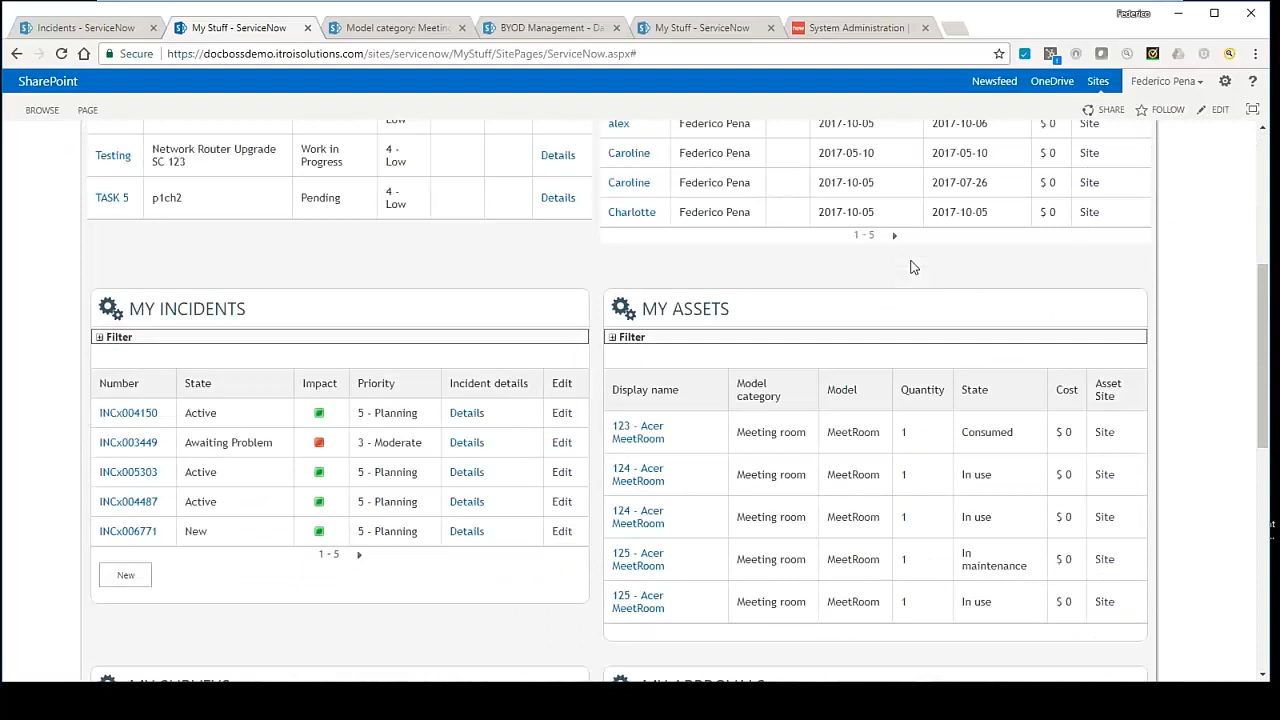 Federico
Incidents - ServiceNow
My Stuff - ServiceNow
Model category: Meetin
BYOD Management - Da
My Stuff - ServiceNow
System Administration |
Secure
https://docbossdemo.itroisolutions.com/sites/servicenow/MyStuff/SitePages/ServiceNow.aspx#
SharePoint
Newsfeed OneDrive Sites Federico Pena
BROWSE PAGE
SHARE FOLLOW EDIT
Low
Testing Network Router Upgrade SC 123 Work in Progress 4 - Low Details
TASK 5 p1ch2 Pending 4 - Low Details
alex Federico Pena 2017-10-05 2017-10-06 $ 0 Site
Caroline Federico Pena 2017-05-10 2017-05-10 $ 0 Site
Caroline Federico Pena 2017-10-05 2017-07-26 $ 0 Site
Charlotte Federico Pena 2017-10-05 2017-10-05 $ 0 Site
1 - 5
MY INCIDENTS
Filter
Number State Impact Priority Incident details Edit
INCx004150 Active 5 - Planning Details Edit
INCx003449 Awaiting Problem 3 - Moderate Details Edit
INCx005303 Active 5 - Planning Details Edit
INCx004487 Active 5 - Planning Details Edit
INCx006771 New 5 - Planning Details Edit
1 - 5
New
MY ASSETS
Filter
Display name Model category Model Quantity State Cost Asset Site
123 - Acer MeetRoom Meeting room MeetRoom 1 Consumed $ 0 Site
124 - Acer MeetRoom Meeting room MeetRoom 1 In use $ 0 Site
124 - Acer MeetRoom Meeting room MeetRoom 1 In use $ 0 Site
125 - Acer MeetRoom Meeting room MeetRoom 1 In maintenance $ 0 Site
125 - Acer MeetRoom Meeting room MeetRoom 1 In use $ 0 Site